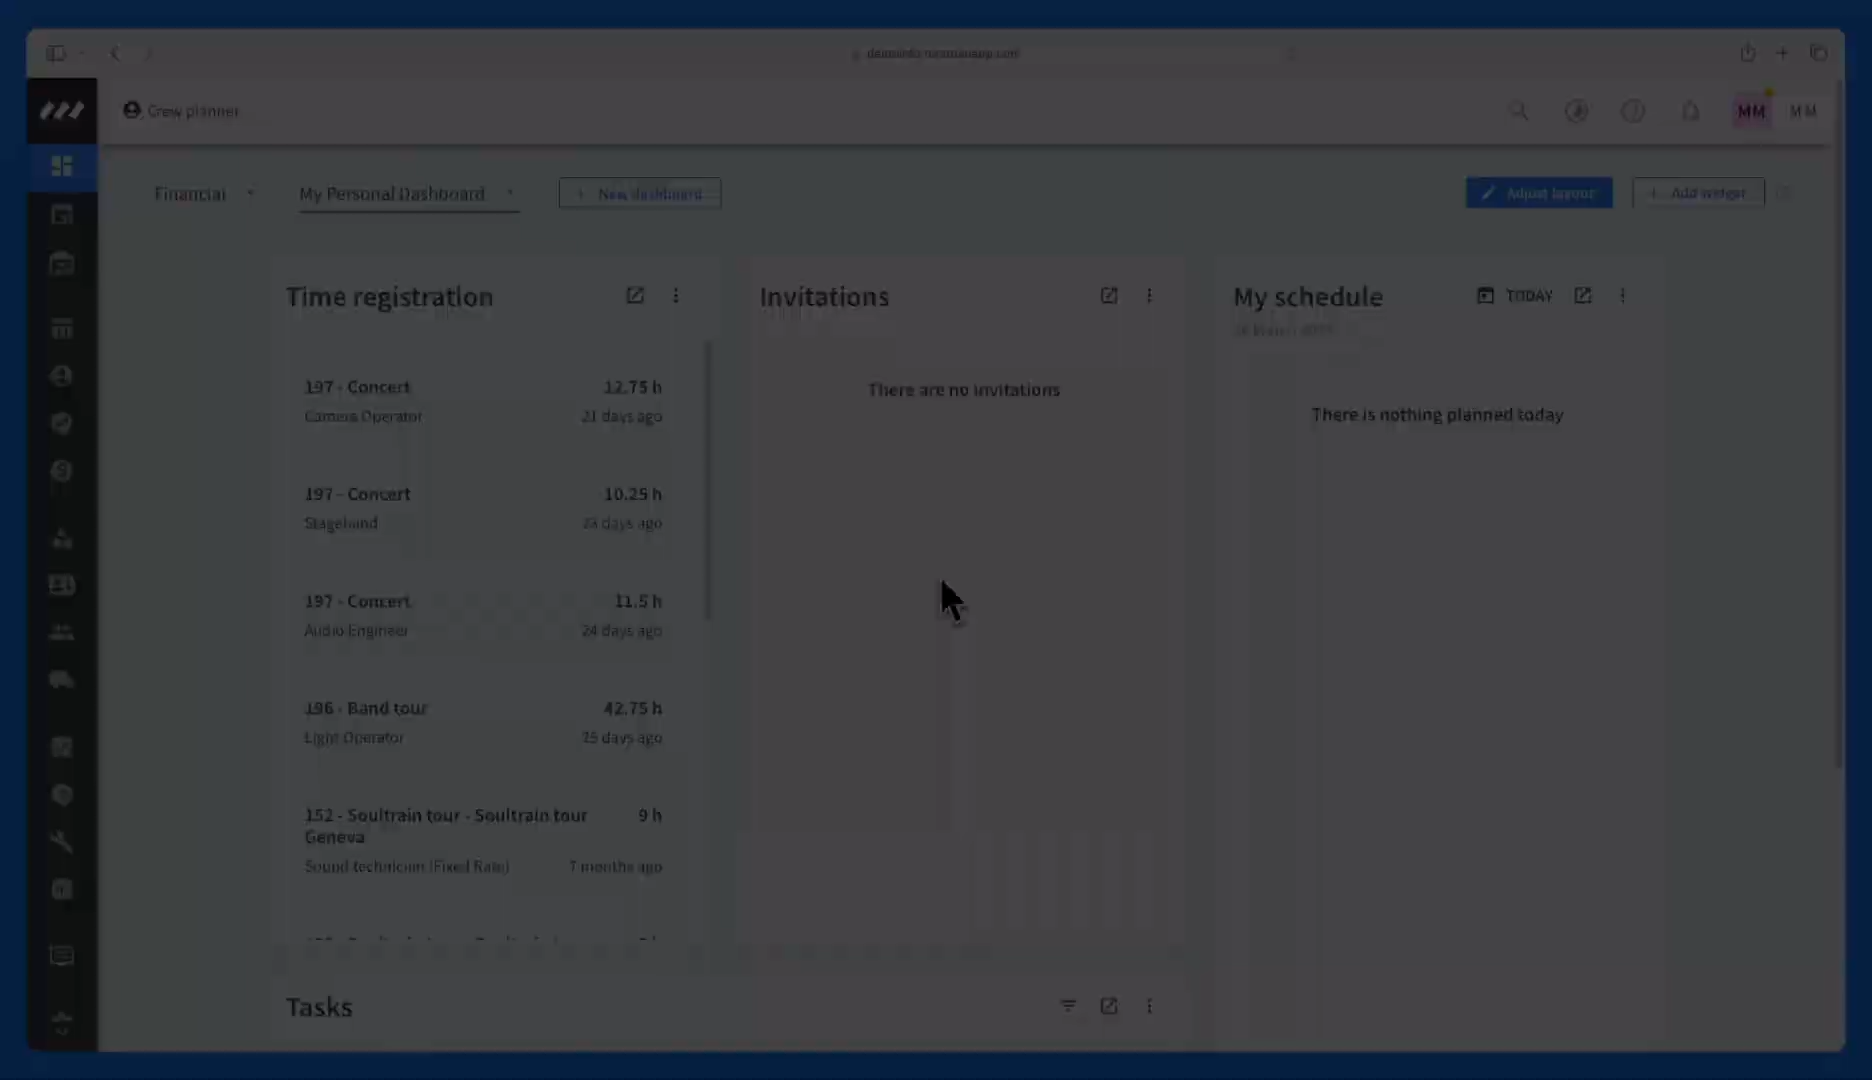 Crew planner
MM
MM
Financial
My Personal Dashboard
+ New dashboard
Adjust layout
+ Add widget
Time registration
Invitations
My schedule
TODAY
197 - Concert
12.75 h
Camera Operator
21 days ago
There are no invitations
There is nothing planned today
197 - Concert
10.25 h
Stagehand
23 days ago
197 - Concert
11.5 h
Audio Engineer
24 days ago
196 - Band tour
42.75 h
Light Operator
25 days ago
152 - Soultrain tour - Soultrain tour
9 h
Geneva
Sound technician (Fixed Rate)
7 months ago
Tasks